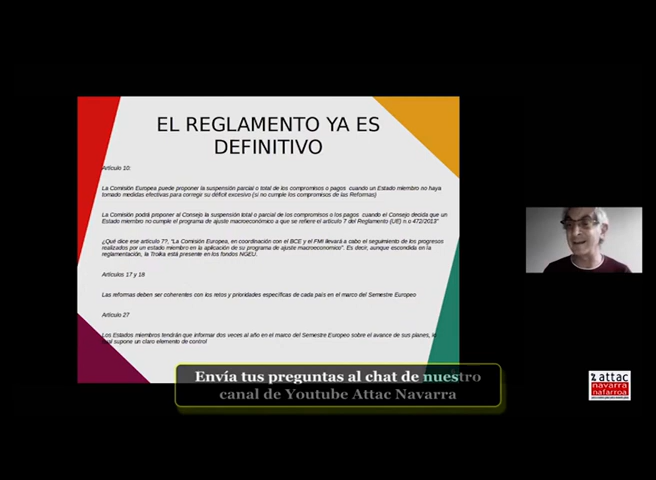 EL REGLAMENTO YA ES
DEFINITIVO
Artículo 10:
La Comisión Europea puede proponer la suspensión parcial o total de los compromisos o pagos cuando un Estado miembro no haya
tomado medidas efectivas para corregir su déficit excesivo (si no cumple los compromisos de las Reformas)
La Comisión podrá proponer al Consejo la suspensión total o parcial de los compromisos o los pagos cuando el Consejo decida que un
Estado miembro no cumple el programa de ajuste macroeconómico a que se refiere el artículo 7 del Reglamento (UE) n.o 472/2013"
¿Qué dice ese artículo 7?, "La Comisión Europea, en coordinación con el BCE y el FMI llevará a cabo el seguimiento de los progresos
realizados por un estado miembro en la aplicación de su programa de ajuste macroeconomico". Es decir, aunque escondida en la
reglamentación, la Troika está presente en los fondos NGEU.
Artículos 17 y 18
Las reformas deben ser coherentes con los retos y prioridades específicas de cada país en el marco del Semestre Europeo
Artículo 27
Los Estados miembros tendrán que informar dos veces al año en el marco del Semestre Europeo sobre el avance de sus planes, lo
cual supone un claro elemento de control
Envía tus preguntas al chat de nuestro
canal de Youtube Attac Navarra
attac
navarra
nafarroa